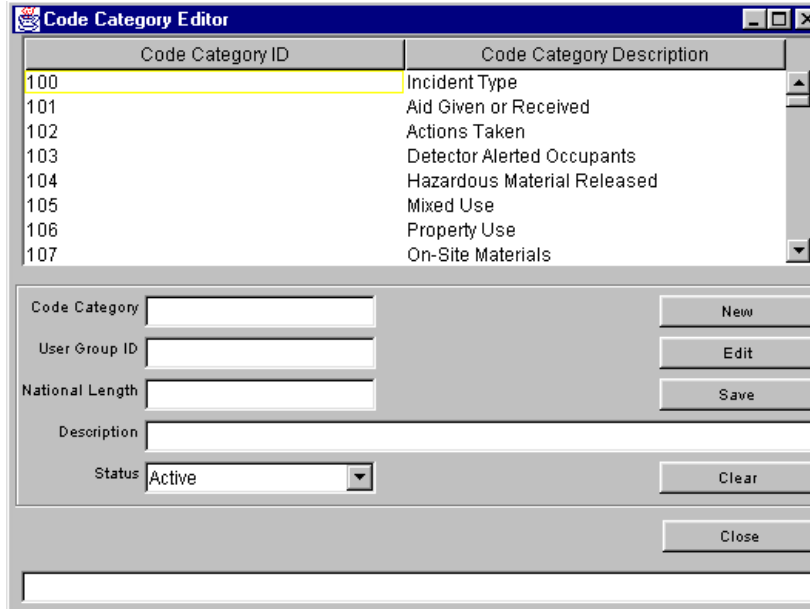 Code Category Editor
Code Category ID Code Category Description
100 Incident Type
101 Aid Given or Received
102 Actions Taken
103 Detector Alerted Occupants
104 Hazardous Material Released
105 Mixed Use
106 Property Use
107 On-Site Materials
Code Category New
User Group ID Edit
National Length Save
Description
Status Active Clear
Close